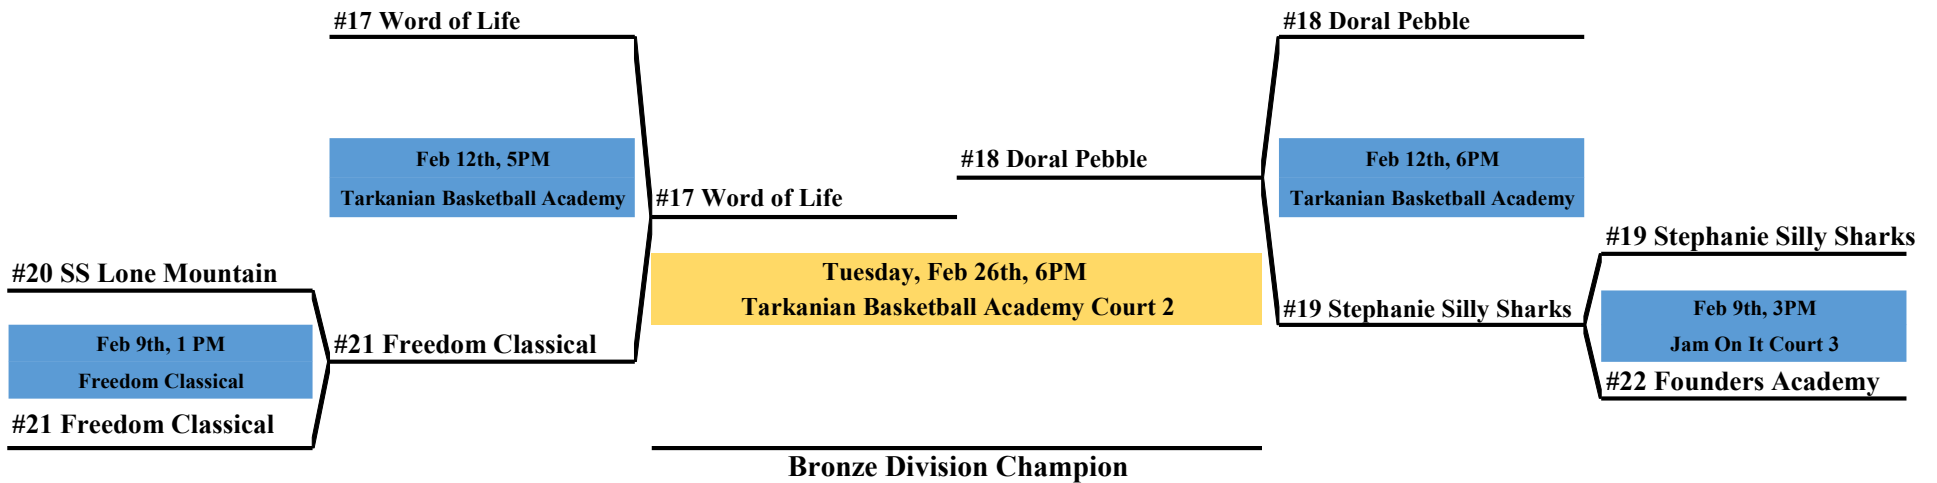 #17 Word of Life
#18 Doral Pebble
Feb 12th, 5PM
Tarkanian Basketball Academy
#18 Doral Pebble
Feb 12th, 6PM
Tarkanian Basketball Academy
#17 Word of Life
#19 Stephanie Silly Sharks
#20 SS Lone Mountain
Tuesday, Feb 26th, 6PM
Tarkanian Basketball Academy Court 2
#19 Stephanie Silly Sharks
Feb 9th, 3PM
Jam On It Court 3
Feb 9th, 1 PM
Freedom Classical
#21 Freedom Classical
#22 Founders Academy
#21 Freedom Classical
Bronze Division Champion